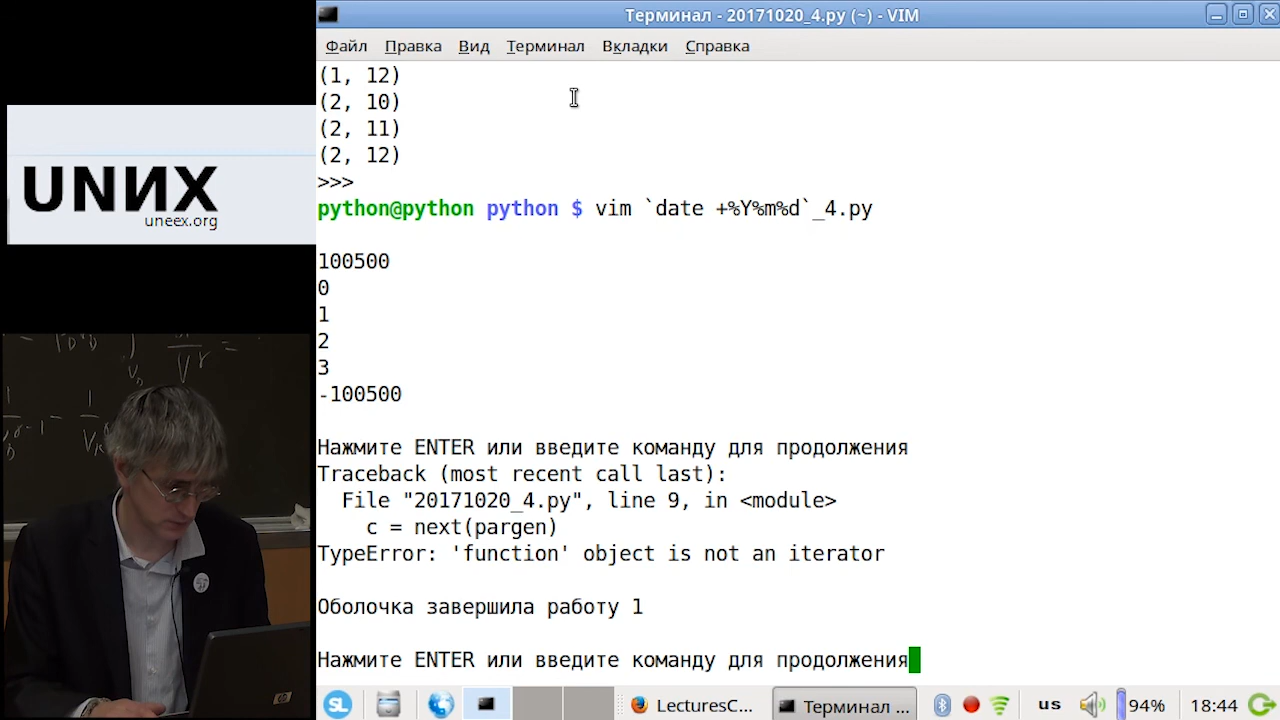 Терминал - 20171020_4.py (~) - VIM
Файл Правка Вид Терминал Вкладки Справка
(1, 12)
(2, 10)
(2, 11)
(2, 12)
>>>
python@python python $ vim `date +%Y%m%d`_4.py
100500
0
1
2
3
-100500
Нажмите ENTER или введите команду для продолжения
Traceback (most recent call last):
File "20171020_4.py", line 9, in <module>
c = next(pargen)
TypeError: 'function' object is not an iterator
Оболочка завершила работу 1
Нажмите ENTER или введите команду для продолжения
LecturesC...
Терминал ...
us
94%
18:44
UNИX
uneex.org
SL
hp